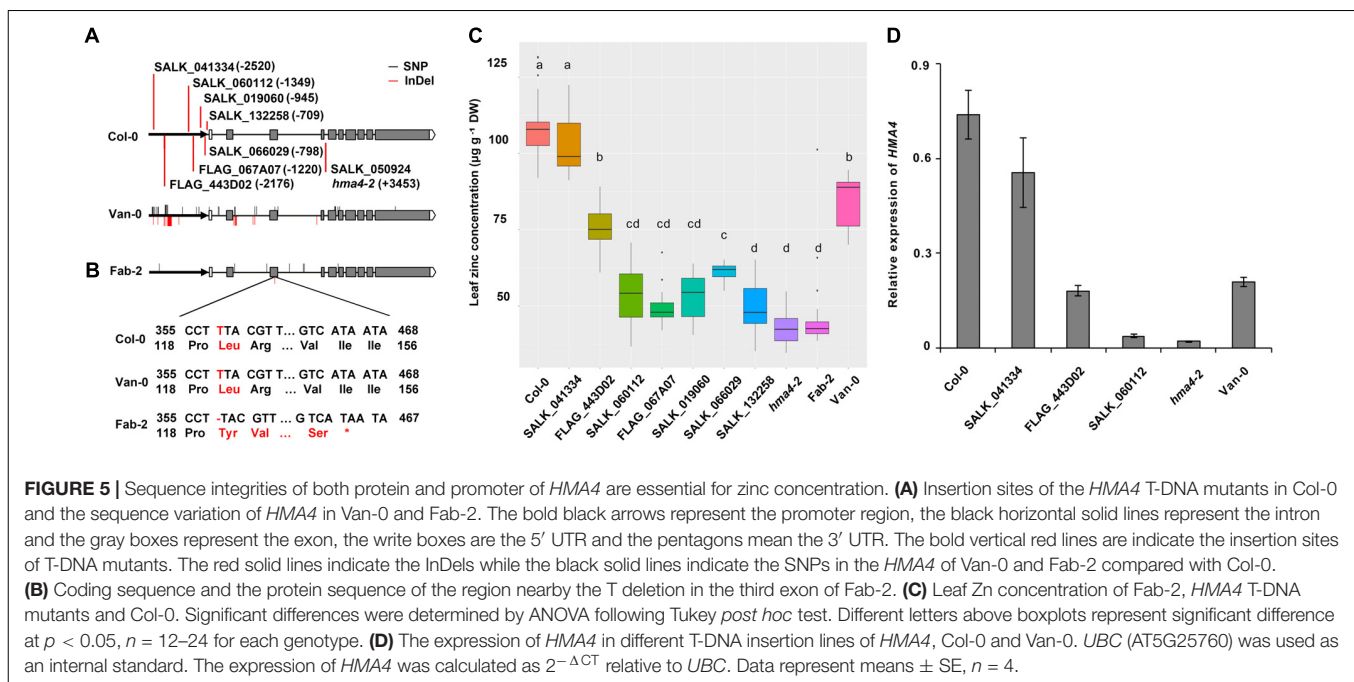 A
SALK_041334 (-2520)
SALK_060112 (-1349)
SALK_019060 (-945)
SALK_132258 (-709)
SNP
InDel
Col-0
SALK_066029 (-798)
FLAG_067A07 (-1220)
FLAG_443D02 (-2176)
SALK_050924
hma4-2 (+3453)
Van-0
B
Fab-2
Col-0
355 CCT TTA CGT T... GTC ATA ATA 468
118 Pro Leu Arg ... Val Ile Ile 156
Van-0
355 CCT TTA CGT T... GTC ATA ATA 468
118 Pro Leu Arg ... Val Ile Ile 156
Fab-2
355 CCT -TAC GTT ... G TCA TAA TA 467
118 Pro Tyr Val ... Ser *
C
Leaf zinc concentration (µg g⁻¹ DW)
125
100
75
50
a
a
b
cd
cd
cd
c
d
d
d
b
Col-0
SALK_041334
FLAG_443D02
SALK_060112
FLAG_067A07
SALK_019060
SALK_066029
SALK_132258
hma4-2
Fab-2
Van-0
D
Relative expression of HMA4
0.9
0.6
0.3
0
Col-0
SALK_041334
FLAG_443D02
SALK_060112
hma4-2
Van-0
FIGURE 5 | Sequence integrities of both protein and promoter of HMA4 are essential for zinc concentration. (A) Insertion sites of the HMA4 T-DNA mutants in Col-0
and the sequence variation of HMA4 in Van-0 and Fab-2. The bold black arrows represent the promoter region, the black horizontal solid lines represent the intron
and the gray boxes represent the exon, the write boxes are the 5′ UTR and the pentagons mean the 3′ UTR. The bold vertical red lines are indicate the insertion sites
of T-DNA mutants. The red solid lines indicate the InDels while the black solid lines indicate the SNPs in the HMA4 of Van-0 and Fab-2 compared with Col-0.
(B) Coding sequence and the protein sequence of the region nearby the T deletion in the third exon of Fab-2. (C) Leaf Zn concentration of Fab-2, HMA4 T-DNA
mutants and Col-0. Significant differences were determined by ANOVA following Tukey post hoc test. Different letters above boxplots represent significant difference
at p < 0.05, n = 12–24 for each genotype. (D) The expression of HMA4 in different T-DNA insertion lines of HMA4, Col-0 and Van-0. UBC (AT5G25760) was used as
an internal standard. The expression of HMA4 was calculated as 2^−ΔCT relative to UBC. Data represent means ± SE, n = 4.